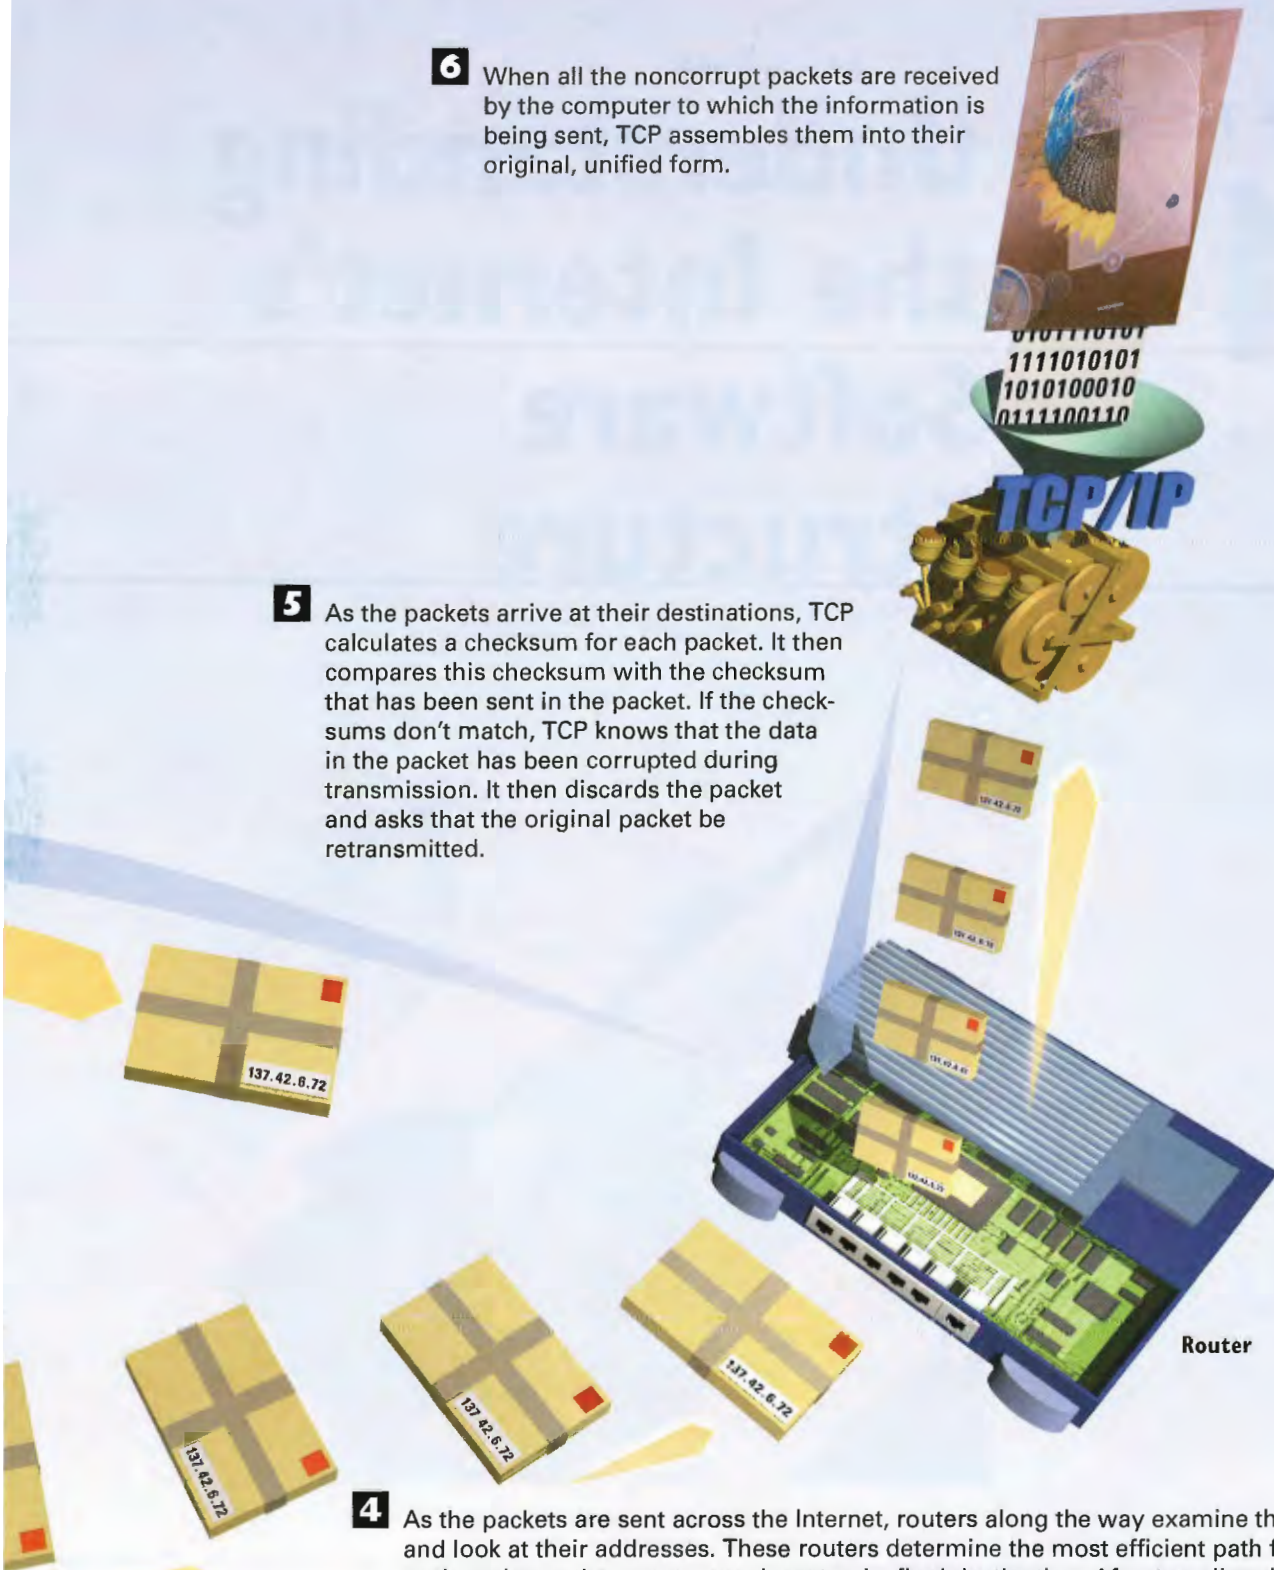 6 When all the noncorrupt packets are received
by the computer to which the information is
being sent, TCP assembles them into their
original, unified form.
0101110101
1111010101
1010100010
0111100110
TCP/IP
5 As the packets arrive at their destinations, TCP
calculates a checksum for each packet. It then
compares this checksum with the checksum
that has been sent in the packet. If the check-
sums don't match, TCP knows that the data
in the packet has been corrupted during
transmission. It then discards the packet
and asks that the original packet be
retransmitted.
137.42.6.72
137.42.6.72
137.42.6.72
137.42.6.72
Router
4 As the packets are sent across the Internet, routers along the way examine th
and look at their addresses. These routers determine the most efficient path f